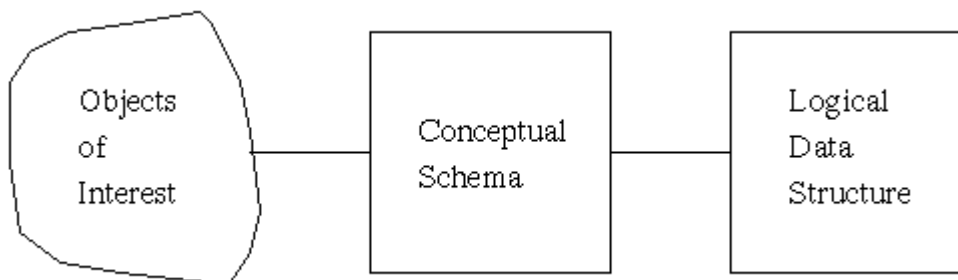 Objects
of
Interest
Conceptual
Schema
Logical
Data
Structure